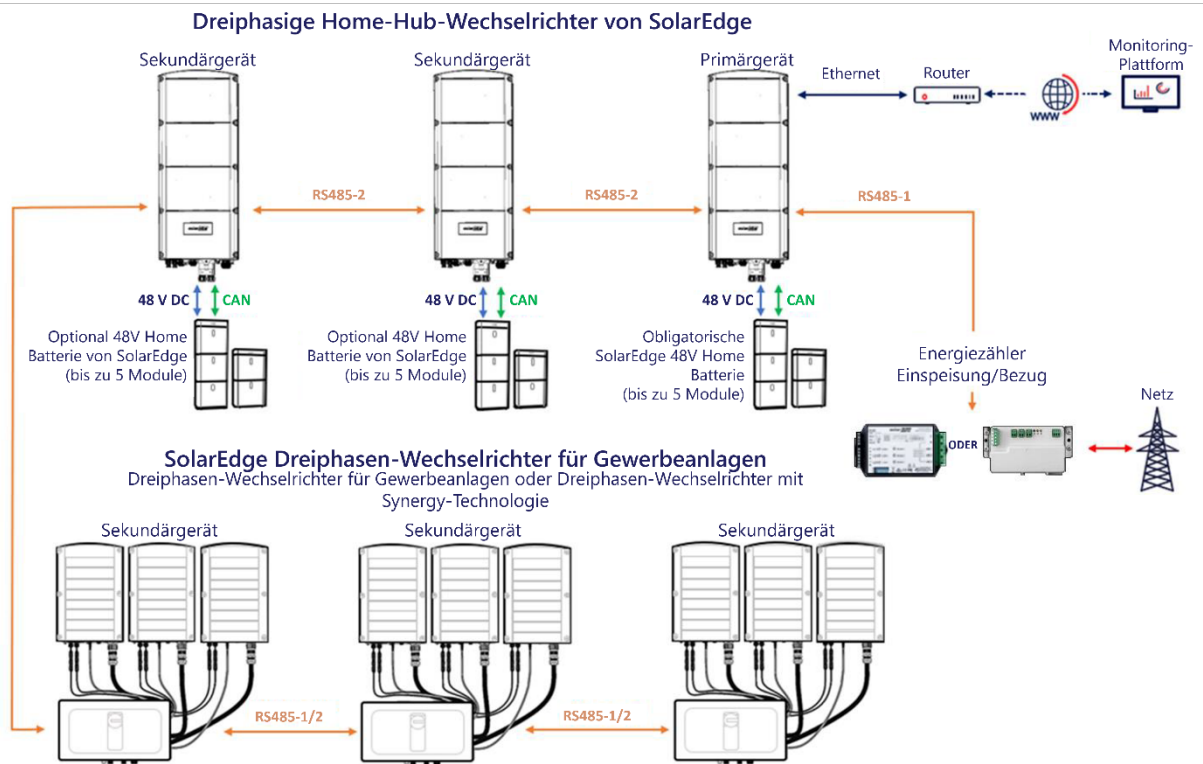 Dreiphasige Home-Hub-Wechselrichter von SolarEdge
Sekundärgerät
Sekundärgerät
Primärgerät
Ethernet
Router
WWW
Monitoring-
Plattform
RS485-2
RS485-2
RS485-1
48 V DC
CAN
48 V DC
CAN
48 V DC
CAN
Optional 48V Home
Batterie von SolarEdge
(bis zu 5 Module)
Optional 48V Home
Batterie von SolarEdge
(bis zu 5 Module)
Obligatorische
SolarEdge 48V Home
Batterie
(bis zu 5 Module)
Energiezähler
Einspeisung/Bezug
ODER
Netz
SolarEdge Dreiphasen-Wechselrichter für Gewerbeanlagen
Dreiphasen-Wechselrichter für Gewerbeanlagen oder Dreiphasen-Wechselrichter mit
Synergy-Technologie
Sekundärgerät
Sekundärgerät
Sekundärgerät
RS485-1/2
RS485-1/2